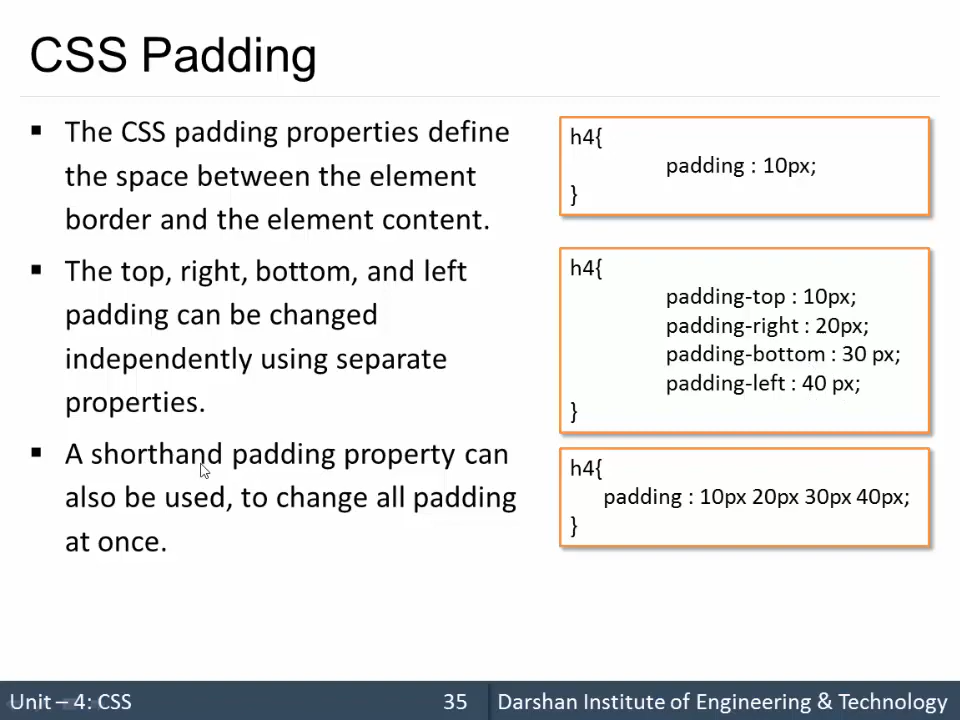 CSS Padding
▪ The CSS padding properties define
the space between the element
border and the element content.
▪ The top, right, bottom, and left
padding can be changed
independently using separate
properties.
▪ A shorthand padding property can
also be used, to change all padding
at once.
h4{
padding : 10px;
}
h4{
padding-top : 10px;
padding-right : 20px;
padding-bottom : 30 px;
padding-left : 40 px;
}
h4{
padding : 10px 20px 30px 40px;
}
Unit – 4: CSS 35 Darshan Institute of Engineering & Technology